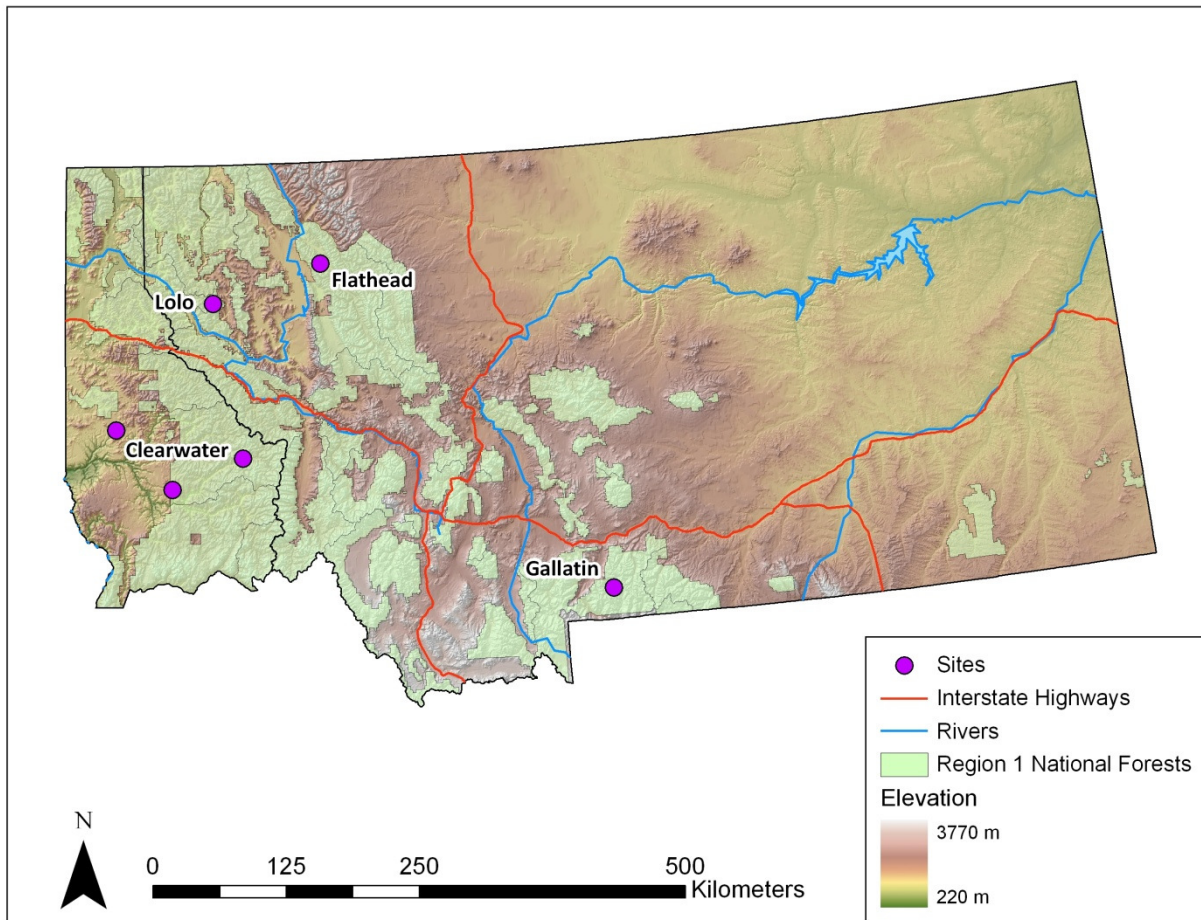 Flathead
Lolo
Clearwater
Gallatin
Sites
Interstate Highways
Rivers
Region 1 National Forests
Elevation
3770 m
220 m
N
0 125 250 500
Kilometers